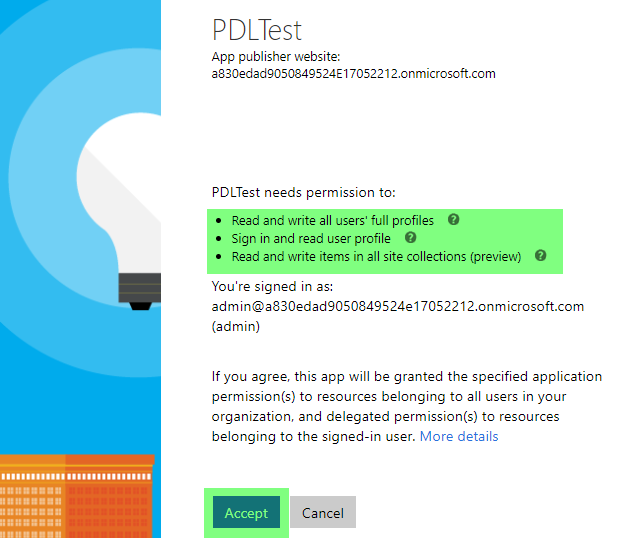 PDLTest
App publisher website:
a830edad9050849524E17052212.onmicrosoft.com
PDLTest needs permission to:
Read and write all users' full profiles
Sign in and read user profile
Read and write items in all site collections (preview)
You're signed in as:
admin@a830edad9050849524e17052212.onmicrosoft.com
(admin)
If you agree, this app will be granted the specified application
permission(s) to resources belonging to all users in your
organization, and delegated permission(s) to resources
belonging to the signed-in user. More details
Accept Cancel